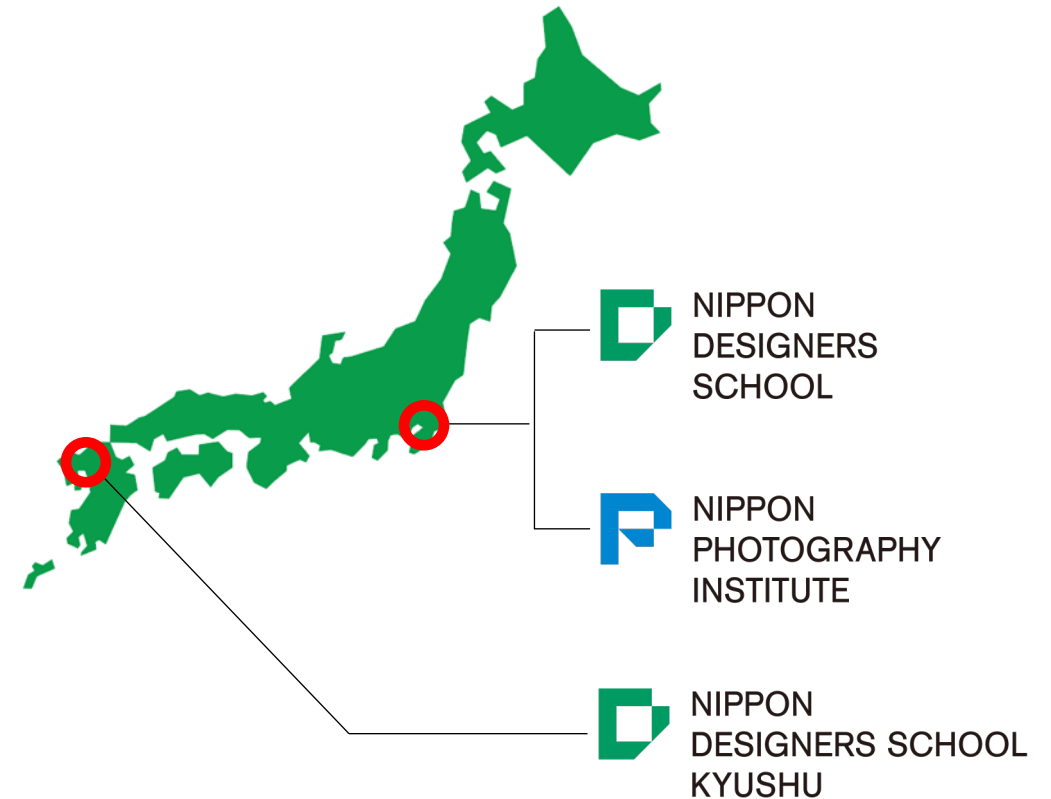 NIPPON
DESIGNERS
SCHOOL
NIPPON
PHOTOGRAPHY
INSTITUTE
NIPPON
DESIGNERS SCHOOL
KYUSHU